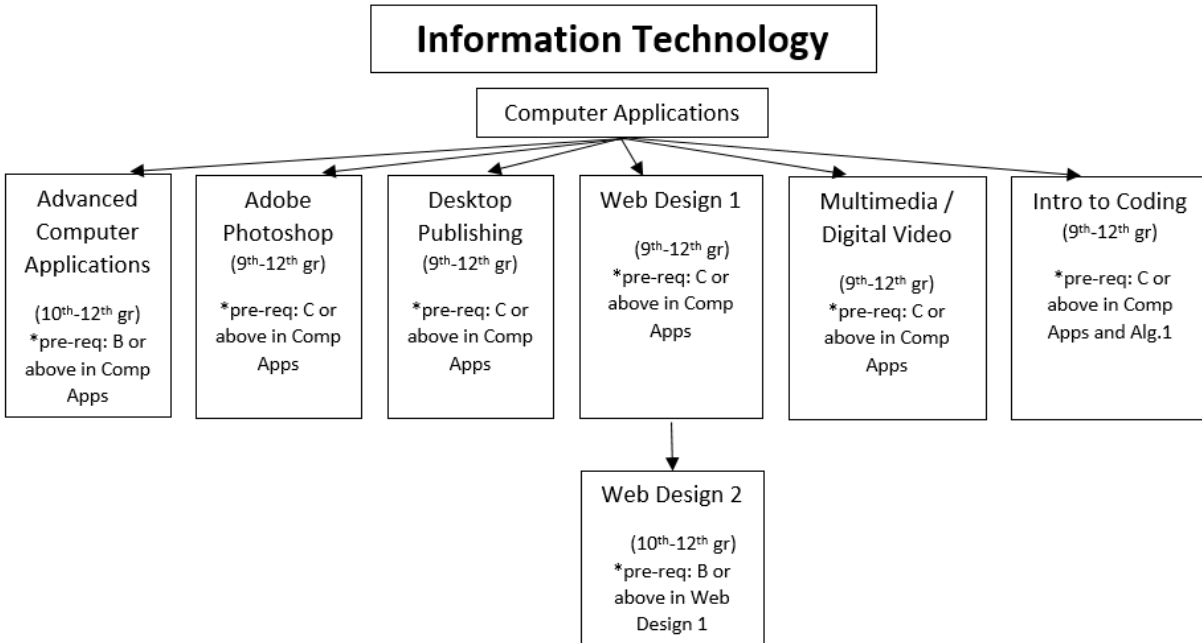 Information Technology
Computer Applications
Advanced
Computer
Applications
(10th-12th gr)
*pre-req: B or
above in Comp
Apps
Adobe
Photoshop
(9th-12th gr)
*pre-req: C or
above in Comp
Apps
Desktop
Publishing
(9th-12th gr)
*pre-req: C or
above in Comp
Apps
Web Design 1
(9th-12th gr)
*pre-req: C or
above in Comp
Apps
Multimedia /
Digital Video
(9th-12th gr)
*pre-req: C or
above in Comp
Apps
Intro to Coding
(9th-12th gr)
*pre-req: C or
above in Comp
Apps and Alg.1
Web Design 2
(10th-12th gr)
*pre-req: B or
above in Web
Design 1